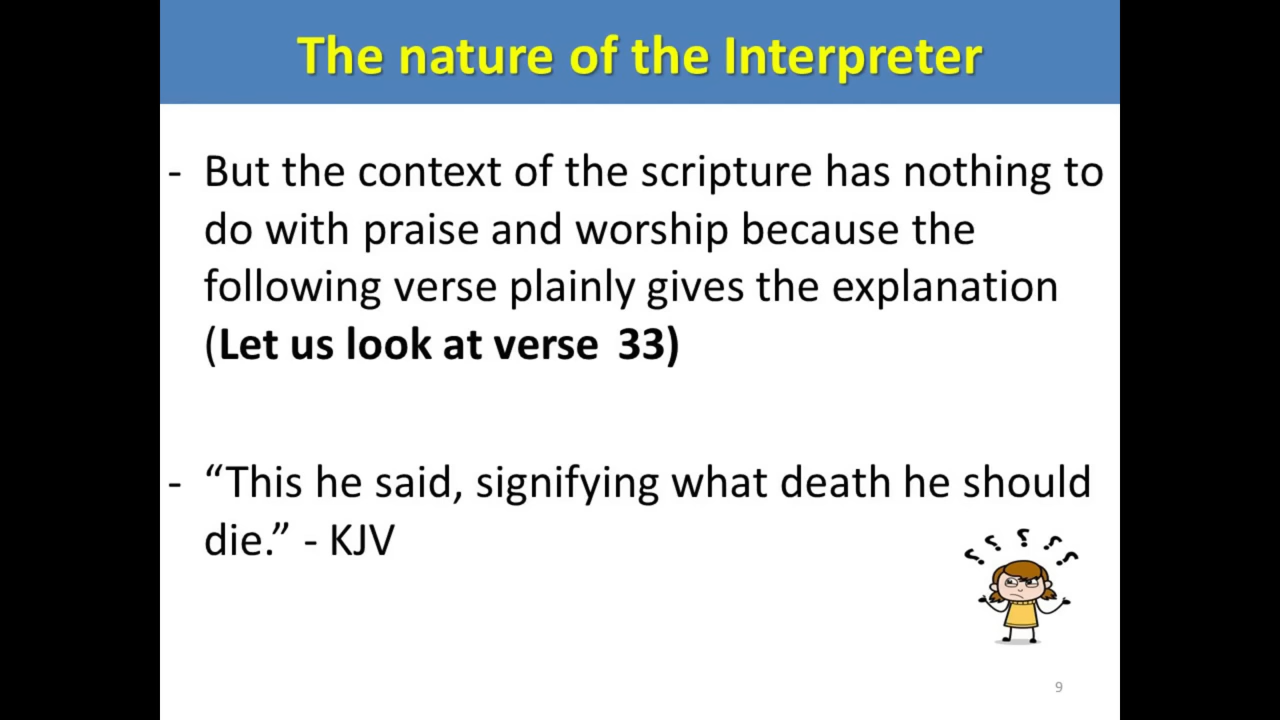 The nature of the Interpreter
- But the context of the scripture has nothing to
do with praise and worship because the
following verse plainly gives the explanation
(Let us look at verse 33)
- “This he said, signifying what death he should
die.” - KJV
? ? ? ? ?
9